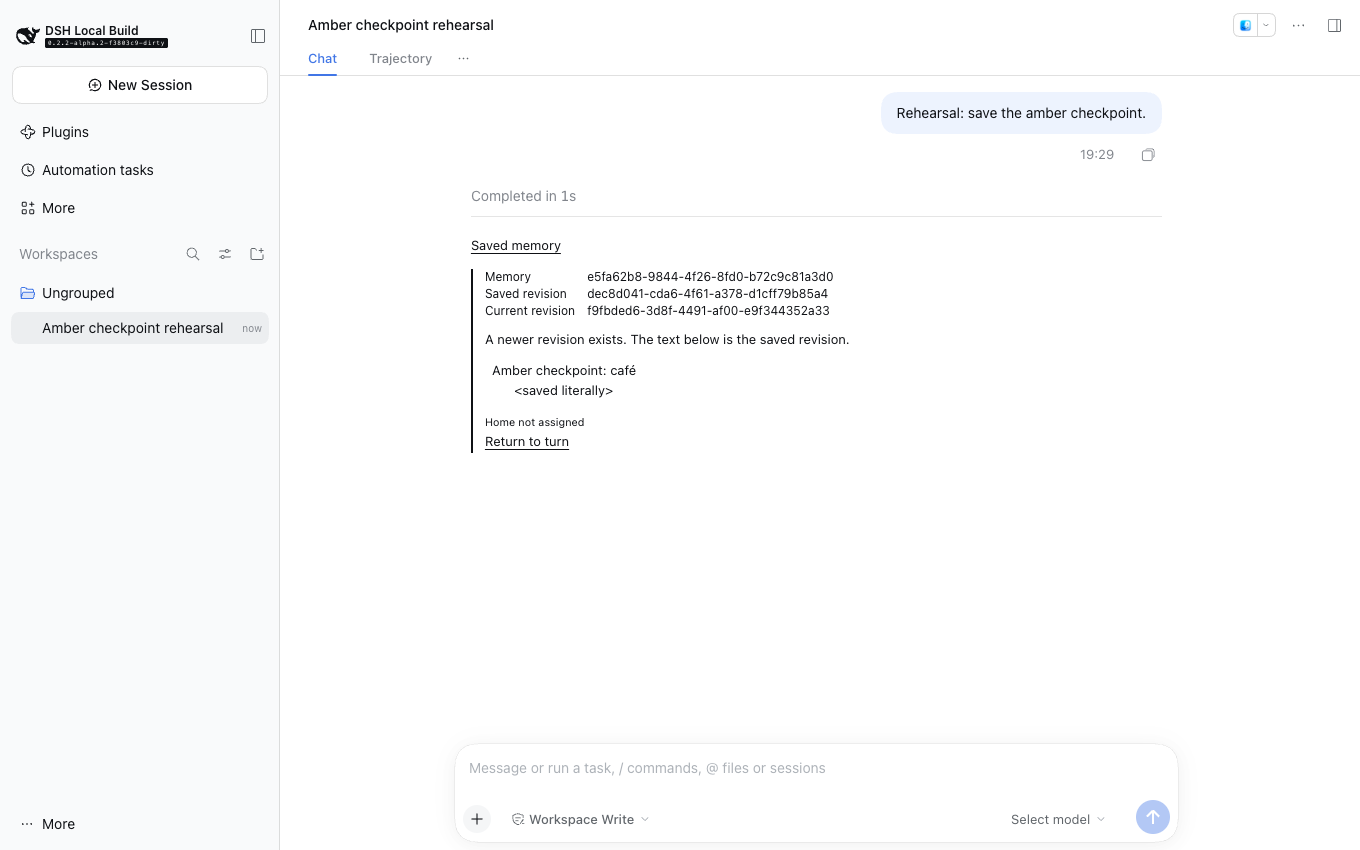 DSH Local Build
0.2.2-alpha.2-f3803c9-dirty
New Session
Plugins
Automation tasks
More
Workspaces
Ungrouped
Amber checkpoint rehearsal now
More
Amber checkpoint rehearsal
Chat Trajectory
Rehearsal: save the amber checkpoint.
19:29
Completed in 1s
Saved memory
Memory e5fa62b8-9844-4f26-8fd0-b72c9c81a3d0
Saved revision dec8d041-cda6-4f61-a378-d1cff79b85a4
Current revision f9fbded6-3d8f-4491-af00-e9f344352a33
A newer revision exists. The text below is the saved revision.
Amber checkpoint: café
<saved literally>
Home not assigned
Return to turn
Message or run a task, / commands, @ files or sessions
Workspace Write
Select model